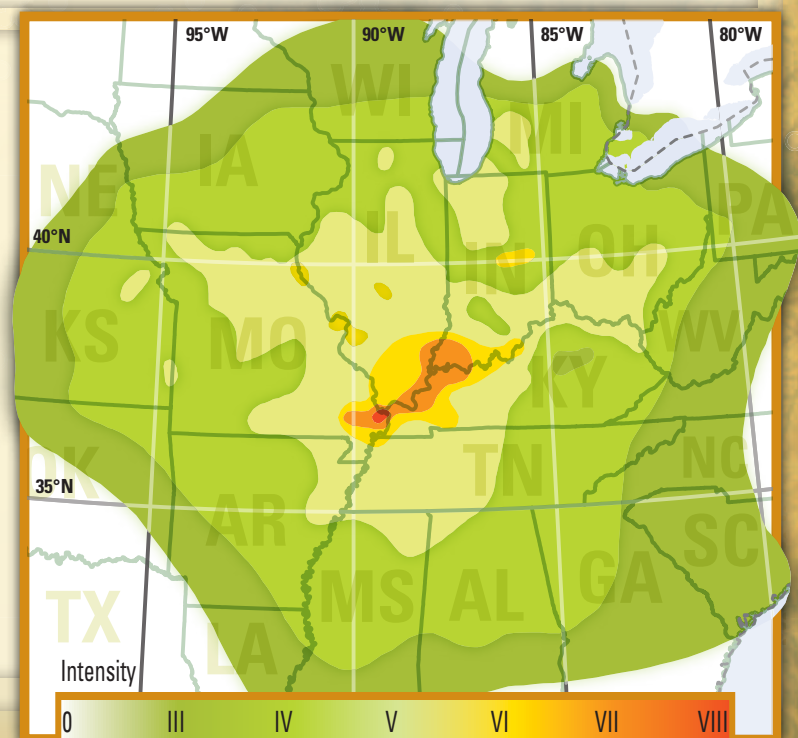 95°W 90°W 85°W 80°W
WI
MI
IA
NE
PA
40°N
IL
OH
IN
KS
MO
WV
KY
OK
TN
NC
35°N
AR
SC
MS
AL
GA
TX
LA
Intensity
0 III IV V VI VII VIII